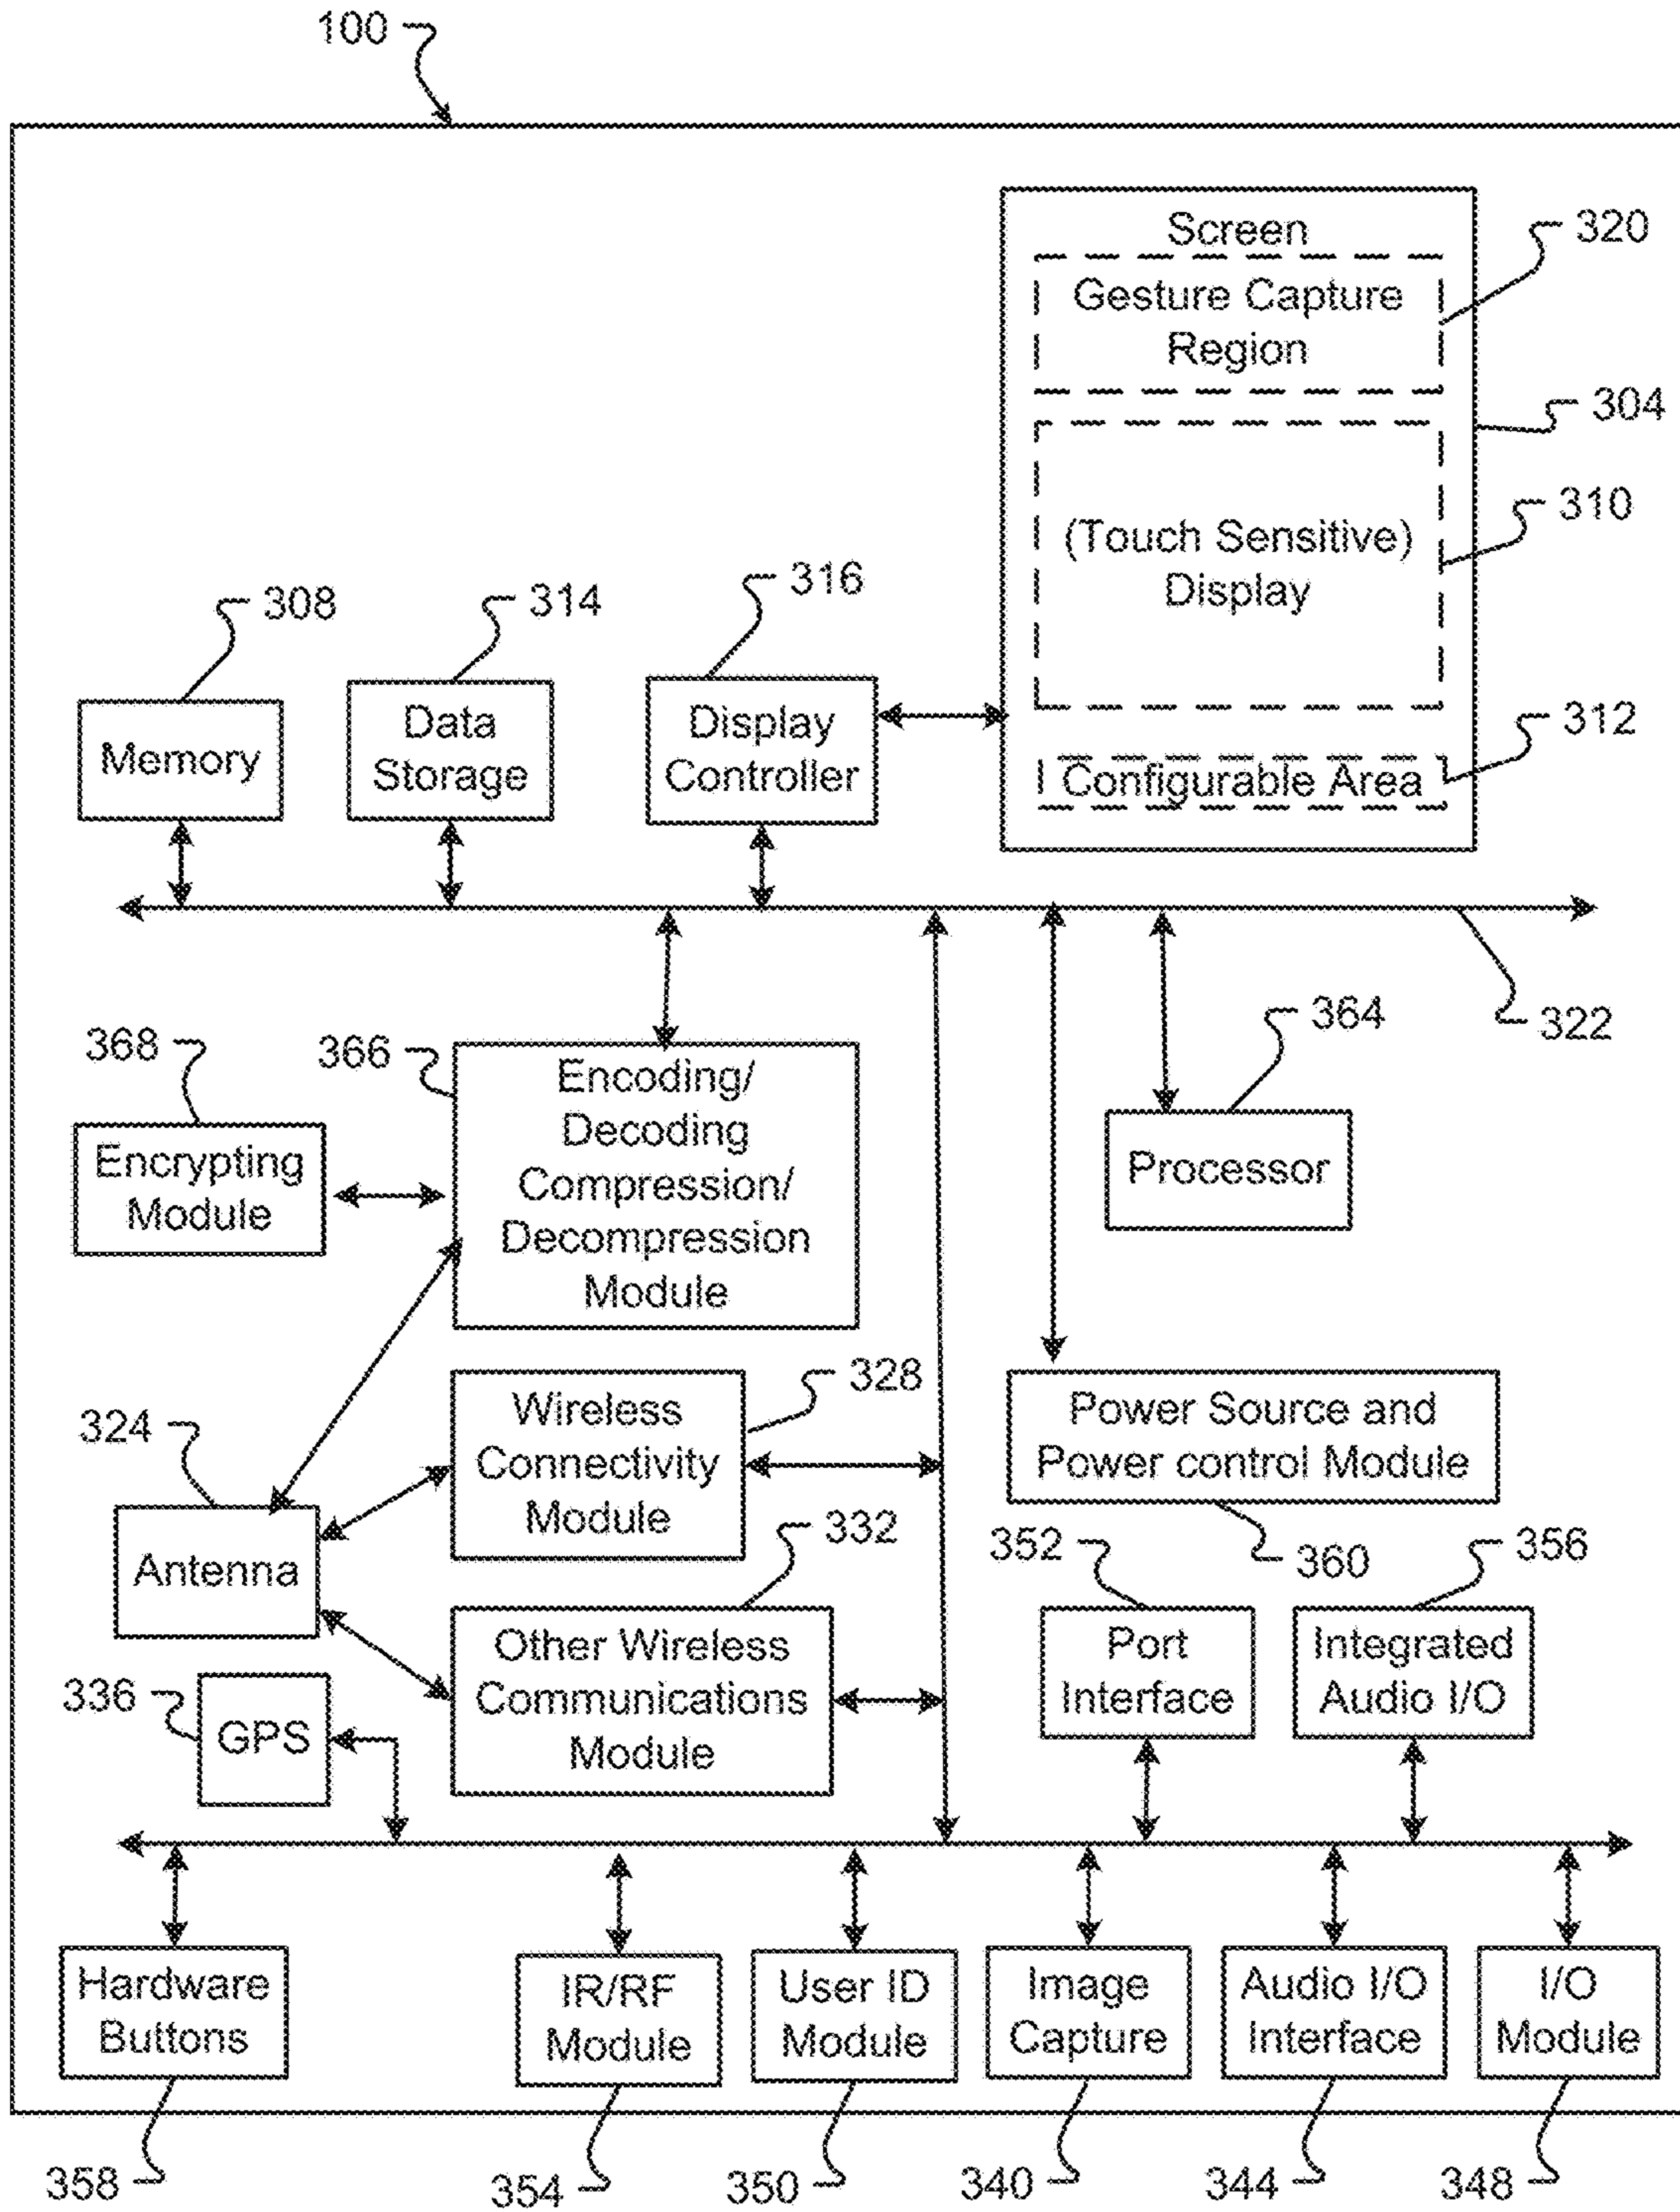 100
Screen
320
Gesture Capture
Region
304
310
(Touch Sensitive)
Display
308
314
316
312
Memory
Data
Storage
Display
Controller
Configurable Area
322
364
368
366
Encoding/
Decoding
Compression/
Decompression
Module
Encrypting
Module
Processor
328
324
Wireless
Connectivity
Module
Power Source and
Power control Module
332
352
360
356
Antenna
336
GPS
Other Wireless
Communications
Module
Port
Interface
Integrated
Audio I/O
Hardware
Buttons
IR/RF
Module
User ID
Module
Image
Capture
Audio I/O
Interface
I/O
Module
358
354
350
340
344
348